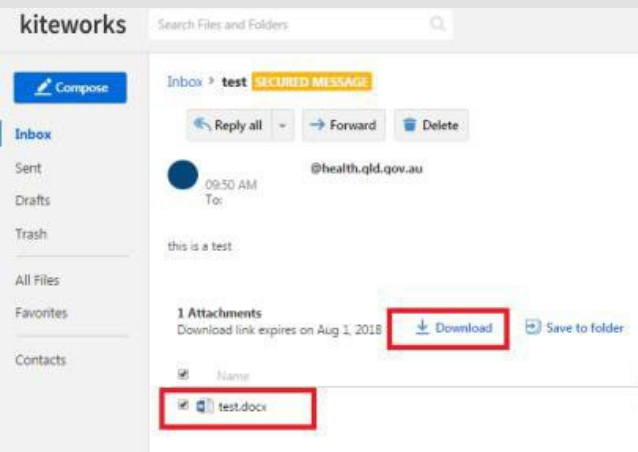 kiteworks
Search Files and Folders
Compose
Inbox
Sent
Drafts
Trash
All Files
Favorites
Contacts
Inbox > test SECURED MESSAGE
Reply all
Forward
Delete
@health.qld.gov.au
09:50 AM
To:
this is a test
1 Attachments
Download link expires on Aug 1, 2018
Download
Save to folder
Name
test.docx